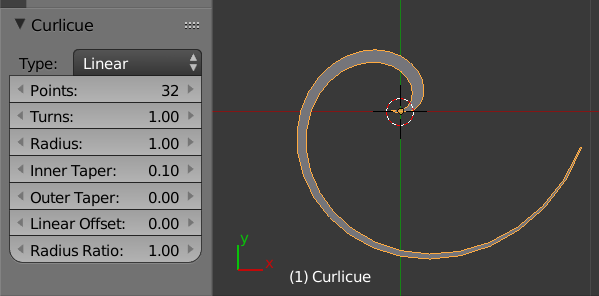 Curlicue
Type: Linear
Points: 32
Turns: 1.00
Radius: 1.00
Inner Taper: 0.10
Outer Taper: 0.00
Linear Offset: 0.00
Radius Ratio: 1.00
y
x
(1) Curlicue